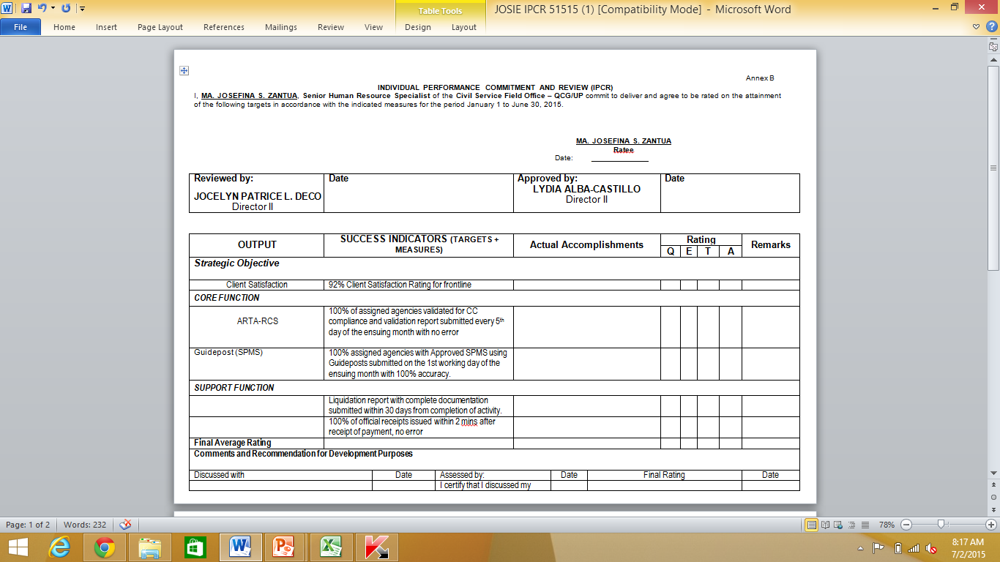 Table Tools
JOSIE IPCR 51515 (1) [Compatibility Mode] - Microsoft Word
File Home Insert Page Layout References Mailings Review View Design Layout
Annex B
INDIVIDUAL PERFORMANCE COMMITMENT AND REVIEW (IPCR)
I, MA. JOSEFINA S. ZANTUA, Senior Human Resource Specialist of the Civil Service Field Office – QCG/UP commit to deliver and agree to be rated on the attainment
of the following targets in accordance with the indicated measures for the period January 1 to June 30, 2015.
MA. JOSEFINA S. ZANTUA
Ratee
Date:
Reviewed by: Date Approved by: Date
LYDIA ALBA-CASTILLO
JOCELYN PATRICE L. DECO Director II
Director II
OUTPUT SUCCESS INDICATORS (TARGETS +
MEASURES) Actual Accomplishments Rating Remarks
Q E T A
Strategic Objective
Client Satisfaction 92% Client Satisfaction Rating for frontline
CORE FUNCTION
ARTA-RCS 100% of assigned agencies validated for CC
compliance and validation report submitted every 5th
day of the ensuing month with no error
Guidepost (SPMS) 100% assigned agencies with Approved SPMS using
Guideposts submitted on the 1st working day of the
ensuing month with 100% accuracy.
SUPPORT FUNCTION
Liquidation report with complete documentation
submitted within 30 days from completion of activity.
100% of official receipts issued within 2 mins after
receipt of payment, no error
Final Average Rating
Comments and Recommendation for Development Purposes
Discussed with Date Assessed by: Date Final Rating Date
I certify that I discussed my
Page: 1 of 2 Words: 232 78%
8:17 AM
7/2/2015